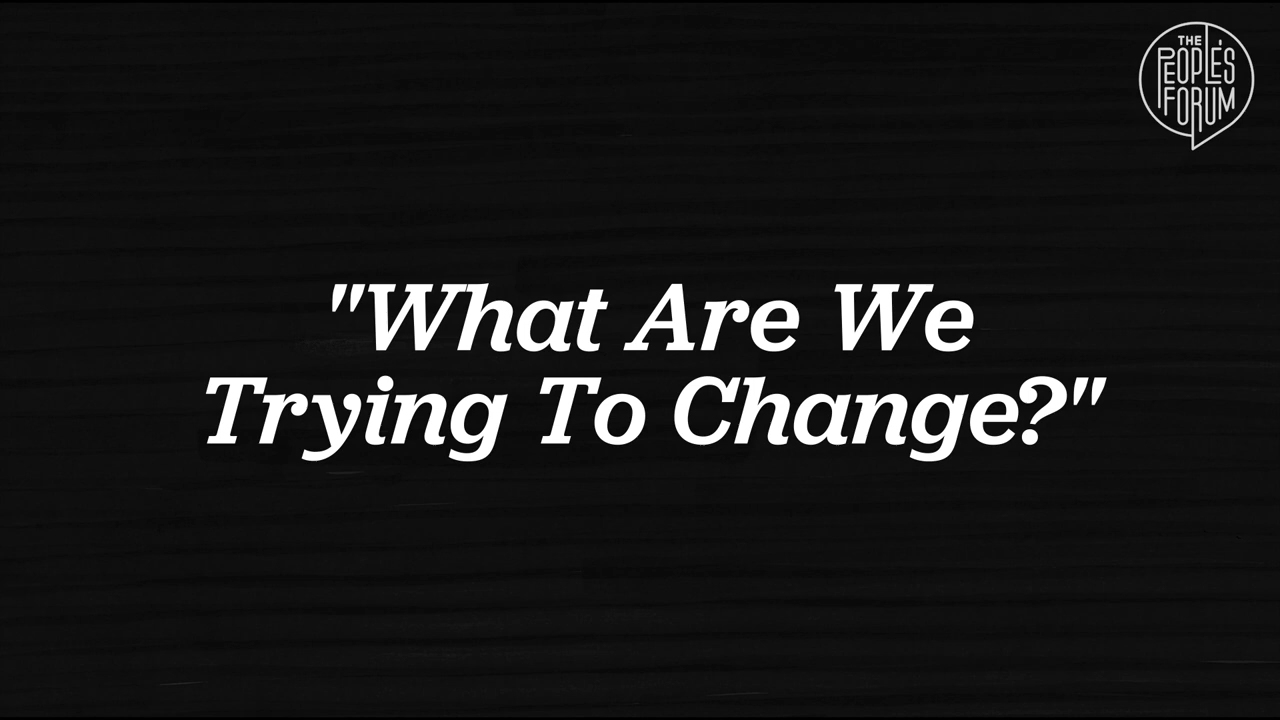 THE
PEOPLE'S
FORUM
"What Are We
Trying To Change?"